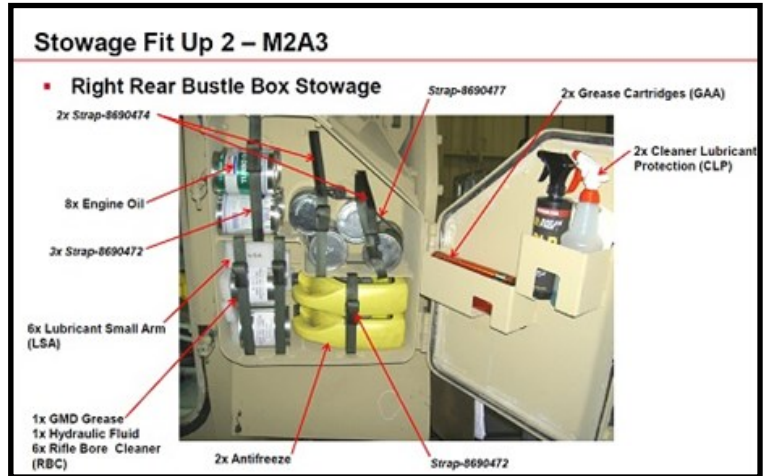 Stowage Fit Up 2 – M2A3
▪ Right Rear Bustle Box Stowage
2x Strap-8690474
Strap-8690477
2x Grease Cartridges (GAA)
2x Cleaner Lubricant
Protection (CLP)
8x Engine Oil
3x Strap-8690472
LSA
6x Lubricant Small Arm
(LSA)
1x GMD Grease
1x Hydraulic Fluid
6x Rifle Bore Cleaner
(RBC)
2x Antifreeze
Strap-8690472